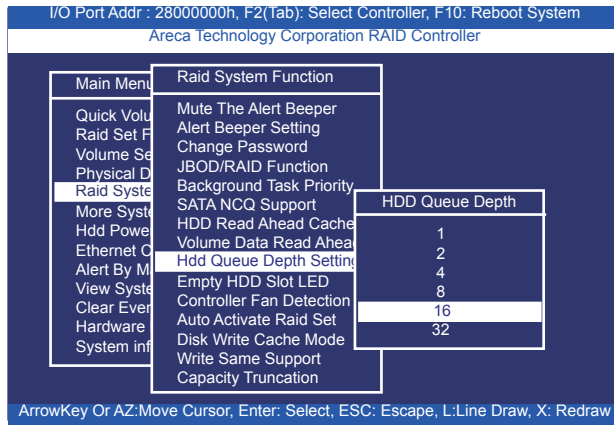 I/O Port Addr : 28000000h, F2(Tab): Select Controller, F10: Reboot System
Areca Technology Corporation RAID Controller
Main Menu
Quick Volu
Raid Set F
Volume Se
Physical D
Raid Syste
More Syste
Hdd Power
Ethernet C
Alert By Ma
View Syste
Clear Even
Hardware
System inf
Raid System Function
Mute The Alert Beeper
Alert Beeper Setting
Change Password
JBOD/RAID Function
Background Task Priority
SATA NCQ Support
HDD Read Ahead Cache
Volume Data Read Ahead
Hdd Queue Depth Setting
Empty HDD Slot LED
Controller Fan Detection
Auto Activate Raid Set
Disk Write Cache Mode
Write Same Support
Capacity Truncation
HDD Queue Depth
1
2
4
8
16
32
ArrowKey Or AZ:Move Cursor, Enter: Select, ESC: Escape, L:Line Draw, X: Redraw